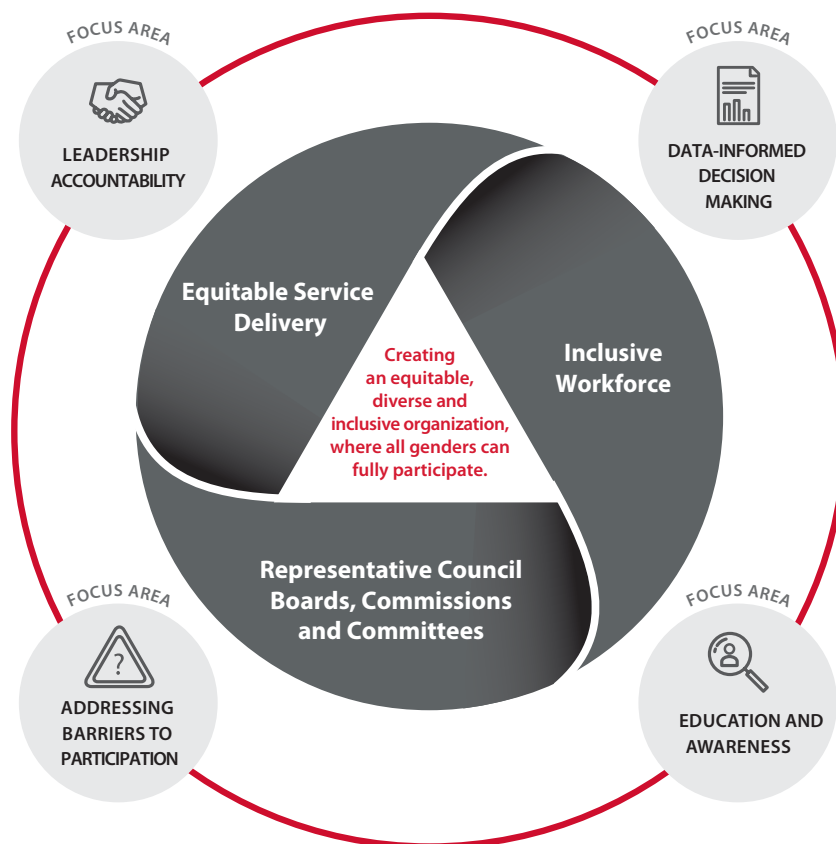 FOCUS AREA
LEADERSHIP
ACCOUNTABILITY
FOCUS AREA
DATA-INFORMED
DECISION
MAKING
Equitable Service
Delivery
Inclusive
Workforce
Creating
an equitable,
diverse and
inclusive organization,
where all genders can
fully participate.
Representative Council
Boards, Commissions
and Committees
FOCUS AREA
?
ADDRESSING
BARRIERS TO
PARTICIPATION
FOCUS AREA
EDUCATION AND
AWARENESS